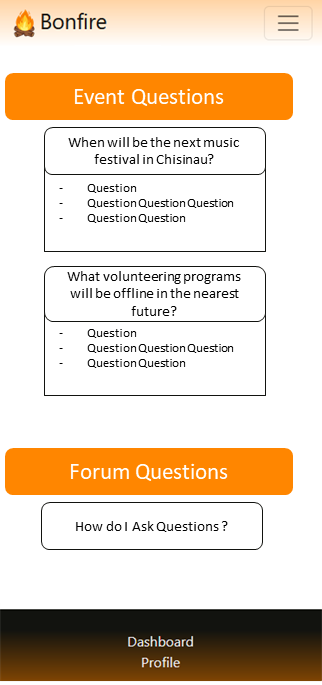 Bonfire
Event Questions
When will be the next music
festival in Chisinau?
- Question
- Question Question Question
- Question Question
What volunteering programs
will be offline in the nearest
future?
- Question
- Question Question Question
- Question Question
Forum Questions
How do I Ask Questions ?
Dashboard
Profile